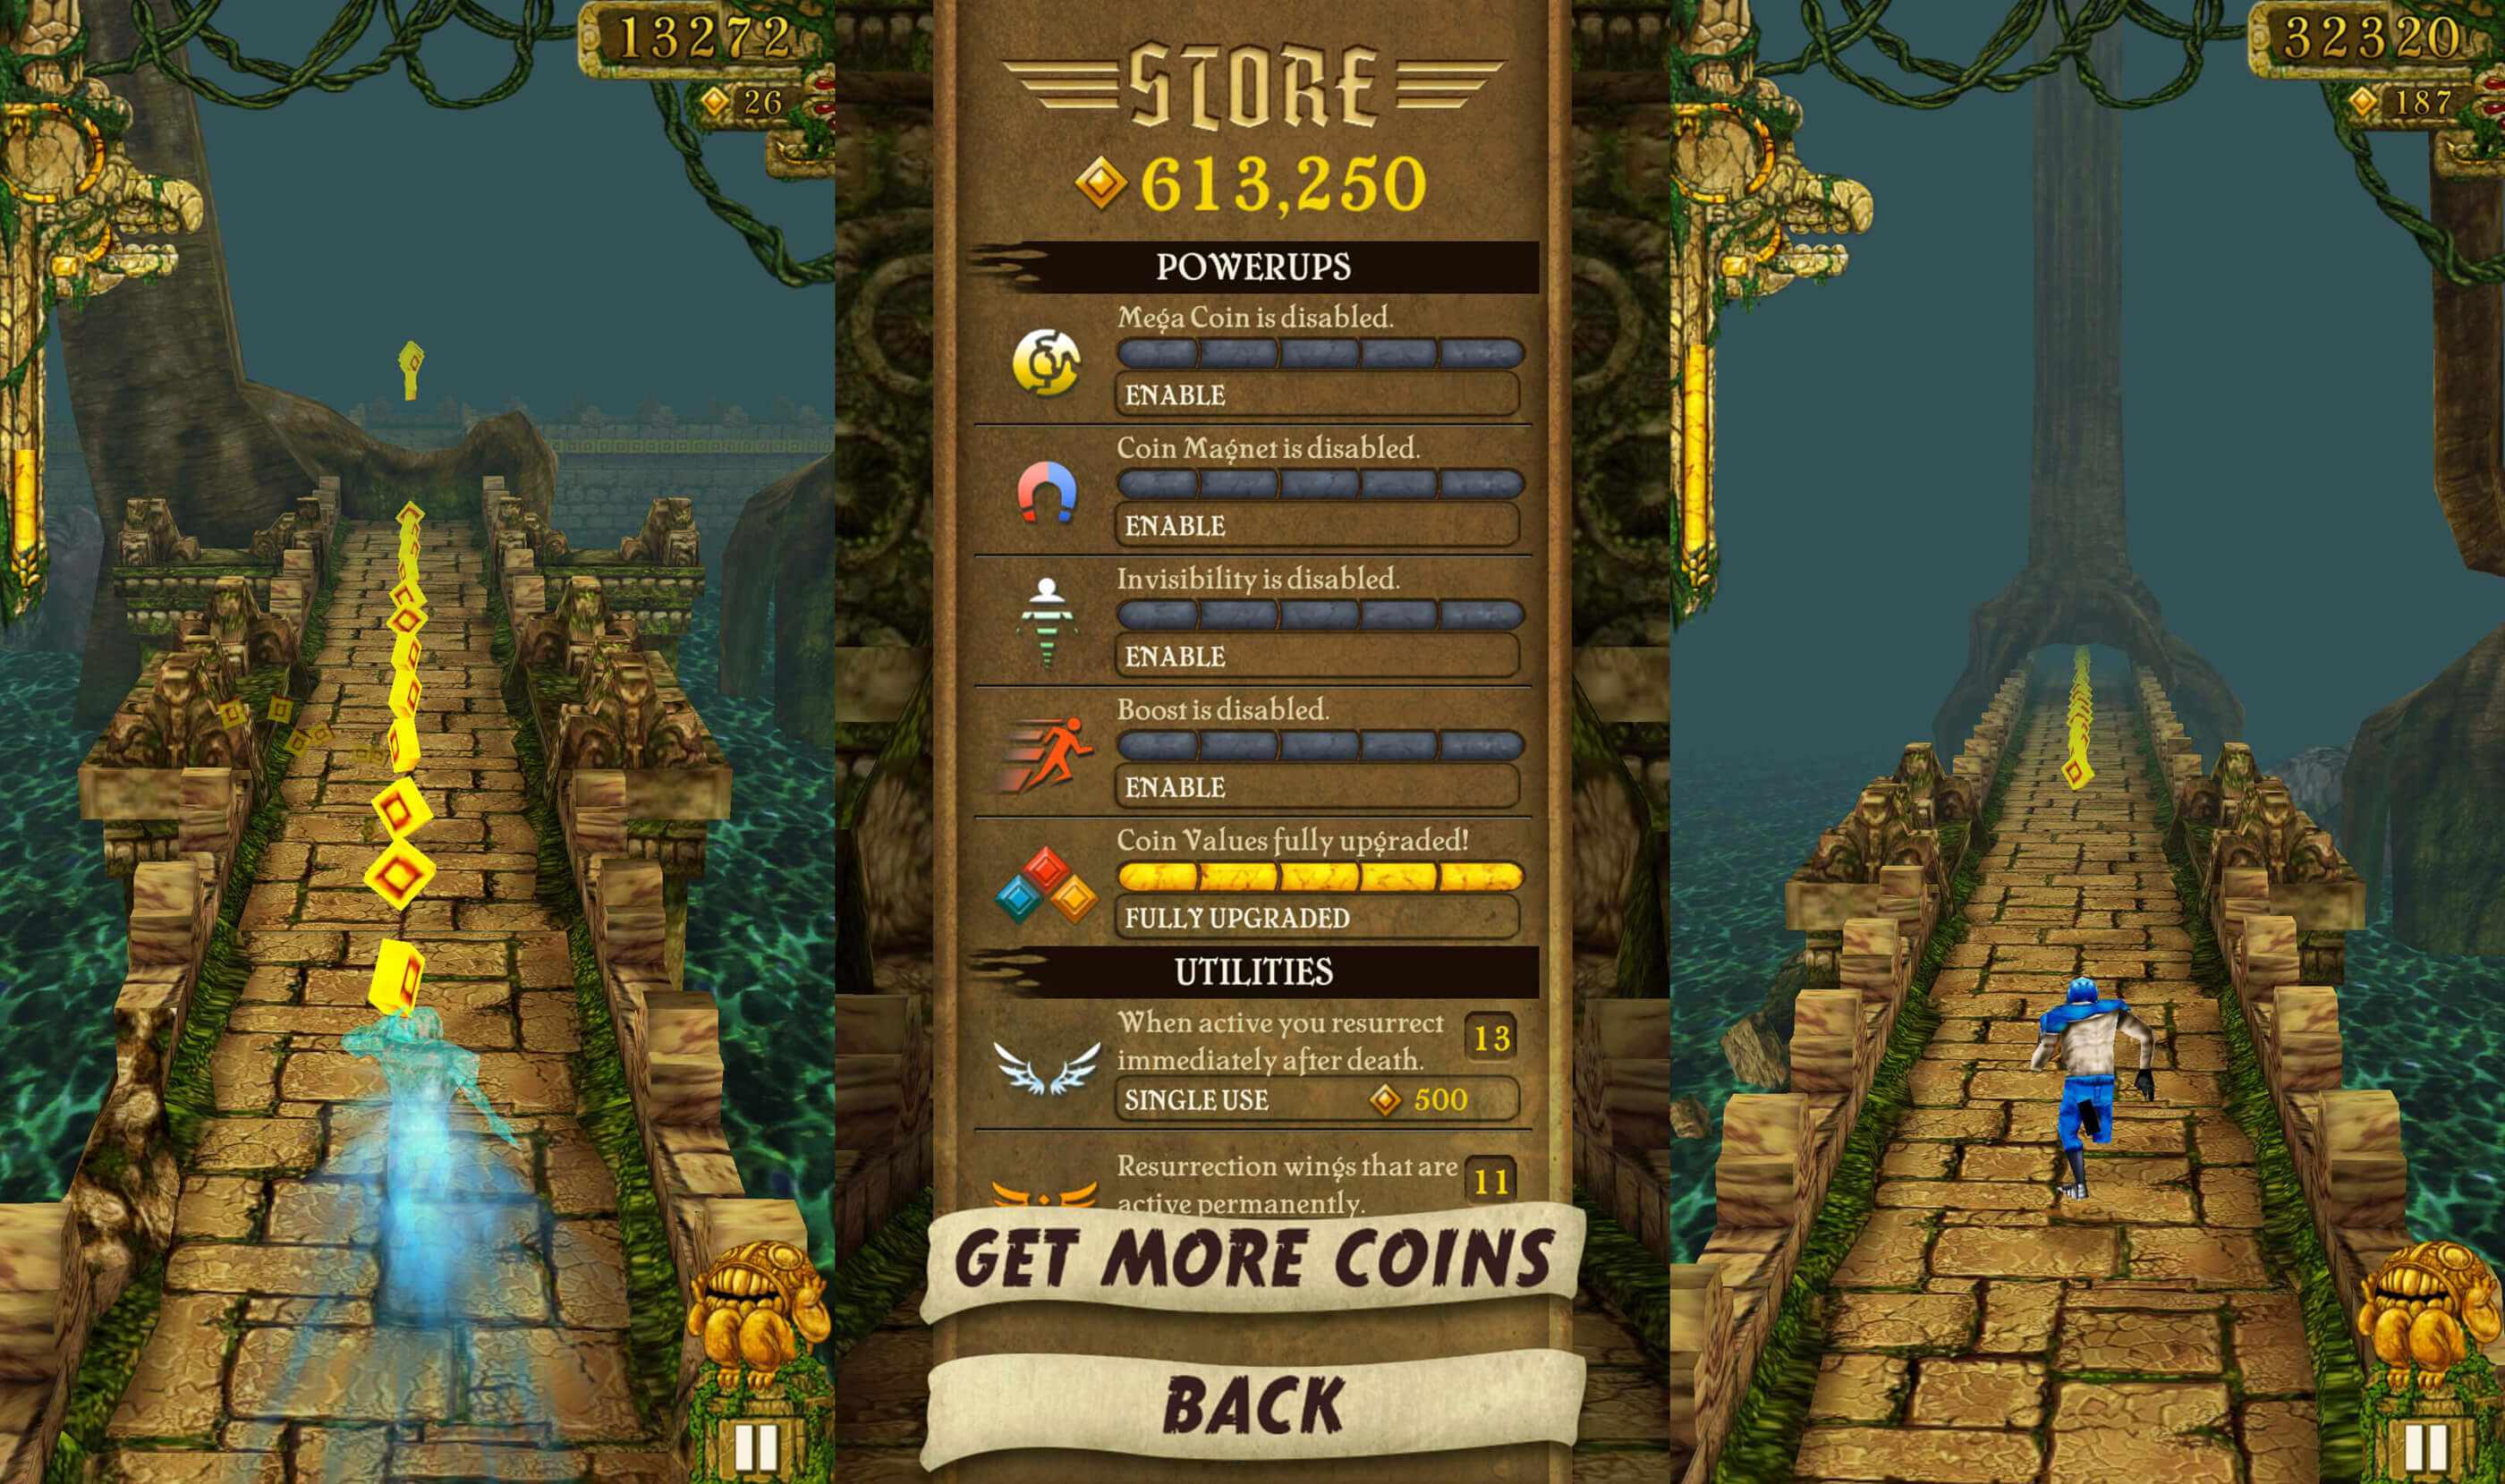 13272
26
STORE
613,250
POWERUPS
Mega Coin is disabled.
ENABLE
Coin Magnet is disabled.
ENABLE
Invisibility is disabled.
ENABLE
Boost is disabled.
ENABLE
Coin Values fully upgraded!
FULLY UPGRADED
UTILITIES
When active you resurrect 13
immediately after death.
SINGLE USE 500
Resurrection wings that are 11
active permanently.
GET MORE COINS
BACK
32320
187